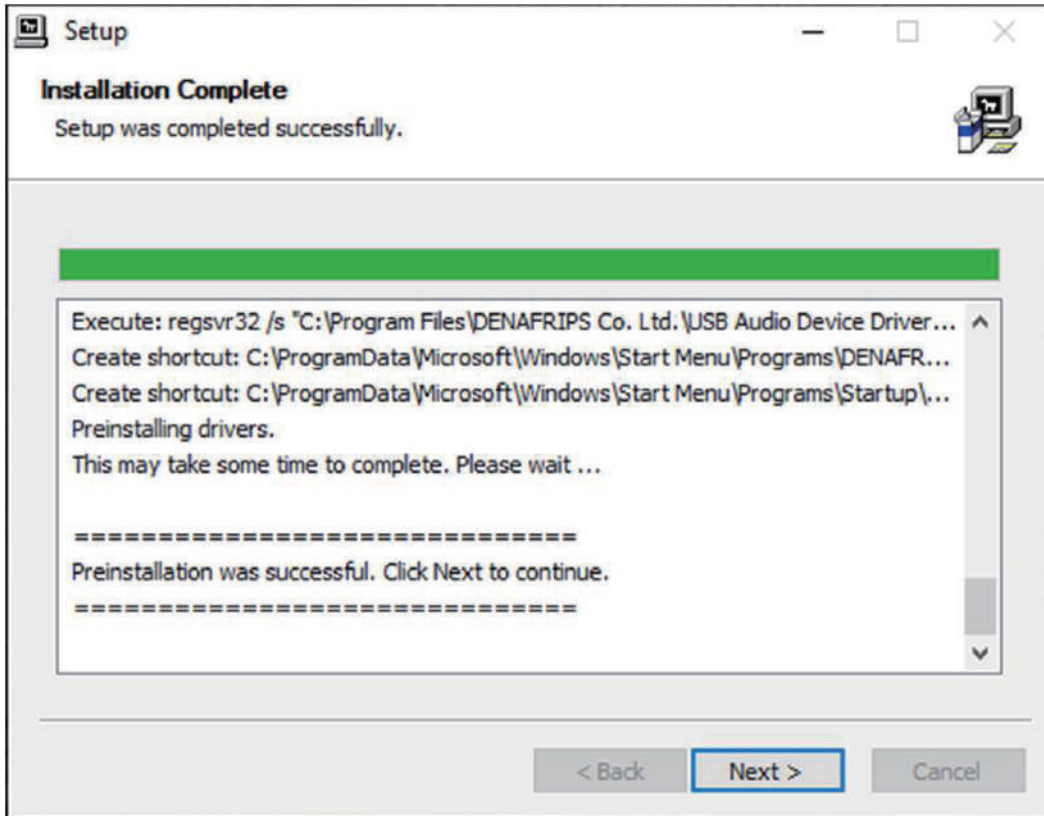 Setup
Installation Complete
Setup was completed successfully.
Execute: regsvr32 /s "C:\Program Files\DENAFRIPS Co. Ltd.\USB Audio Device Driver...
Create shortcut: C:\ProgramData\Microsoft\Windows\Start Menu\Programs\DENAFR...
Create shortcut: C:\ProgramData\Microsoft\Windows\Start Menu\Programs\Startup\...
Preinstalling drivers.
This may take some time to complete. Please wait ...
==============================
Preinstallation was successful. Click Next to continue.
==============================
< Back Next > Cancel